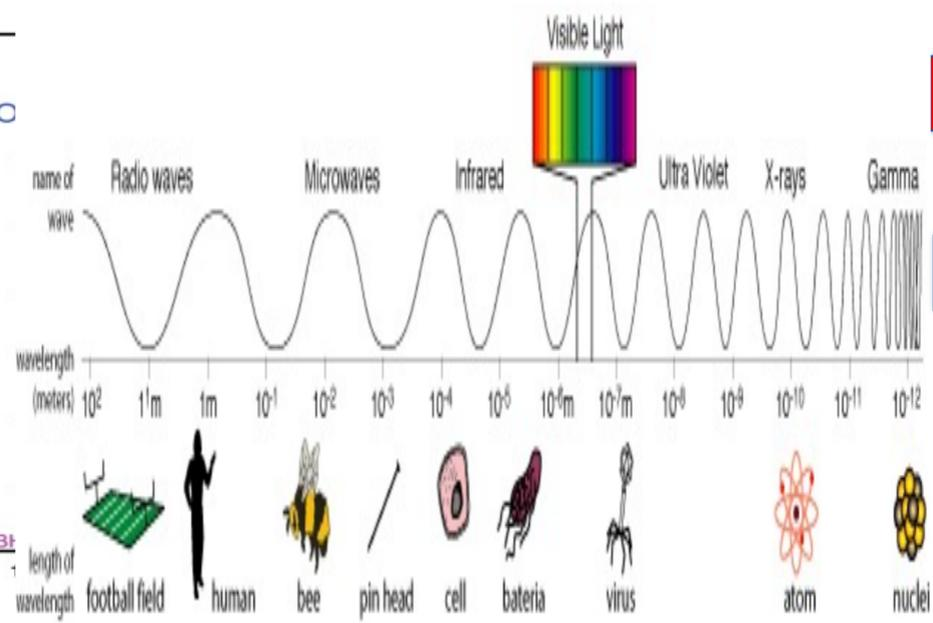 Visible Light
name of wave
Radio waves Microwaves Infrared Ultra Violet X-rays Gamma
wavelength (meters)
10² 1¹m 1m 10⁻¹ 10⁻² 10⁻³ 10⁻⁴ 10⁻⁵ 10⁻⁶m 10⁻⁷m 10⁻⁸ 10⁻⁹ 10⁻¹⁰ 10⁻¹¹ 10⁻¹²
length of wavelength
football field human bee pin head cell bateria virus atom nuclei